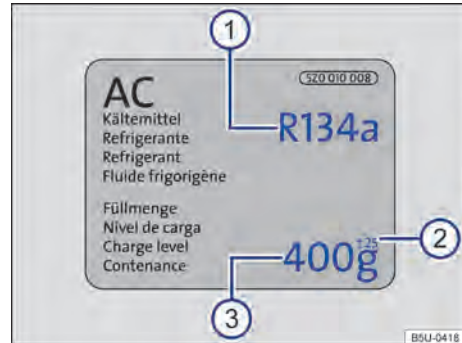 1
5Z0 010 008
AC
Kältemittel
Refrigerante
Refrigerant
Fluide frigorigène
R134a
Füllmenge
Nivel de carga
Charge level
Contenance
400g ±25
2
3
B5U-0418